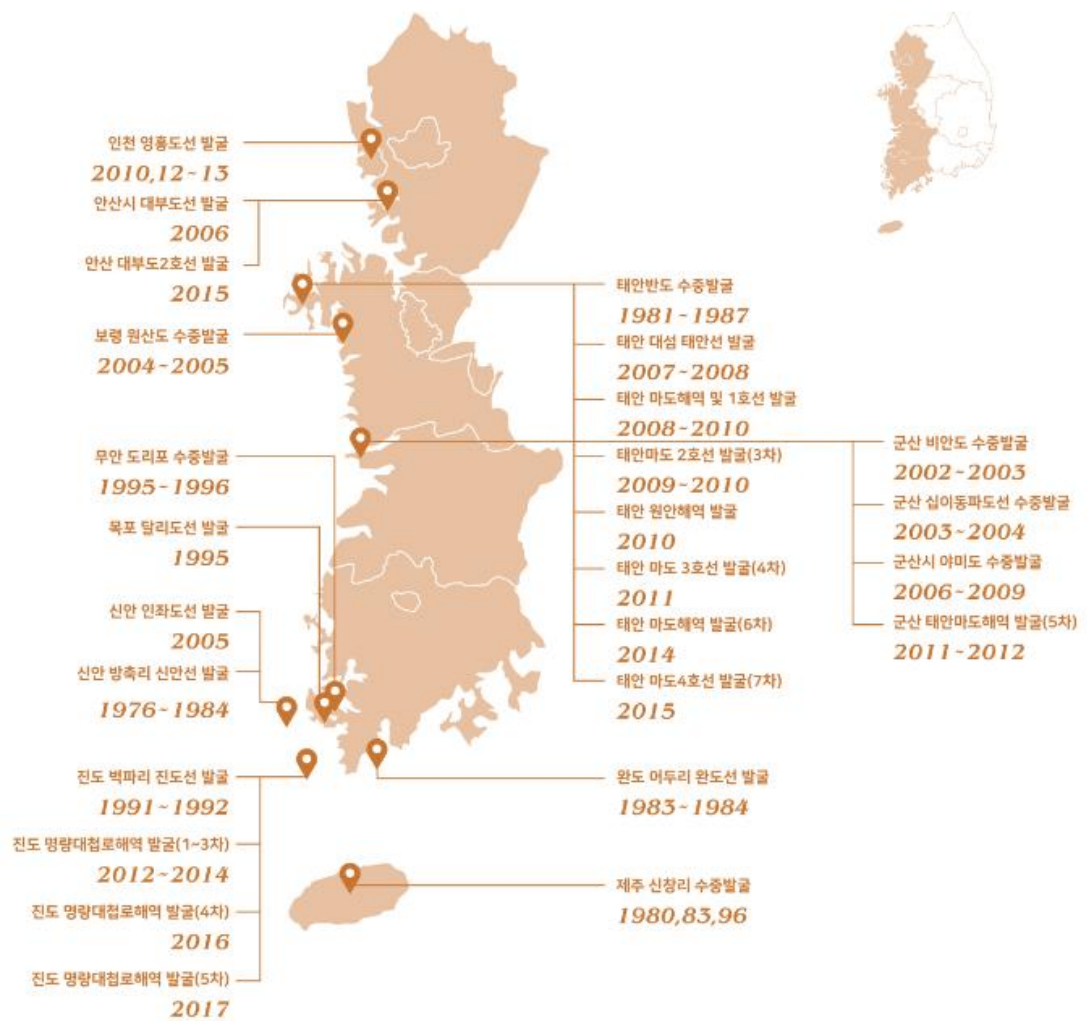 인천 영흥도선 발굴
2010,12~13
안산시 대부도선 발굴
2006
안산 대부도2호선 발굴
2015
보령 원산도 수중발굴
2004~2005
무안 도리포 수중발굴
1995~1996
목포 달리도선 발굴
1995
신안 인좌도선 발굴
2005
신안 방축리 신안선 발굴
1976~1984
진도 벽파리 진도선 발굴
1991~1992
진도 명량대첩로해역 발굴(1~3차)
2012~2014
진도 명량대첩로해역 발굴(4차)
2016
진도 명량대첩로해역 발굴(5차)
2017
태안반도 수중발굴
1981~1987
태안 대섬 태안선 발굴
2007~2008
태안 마도해역 및 1호선 발굴
2008~2010
태안마도 2호선 발굴(3차)
2009~2010
태안 원안해역 발굴
2010
태안 마도 3호선 발굴(4차)
2011
태안 마도해역 발굴(6차)
2014
태안 마도4호선 발굴(7차)
2015
완도 어두리 완도선 발굴
1983~1984
제주 신창리 수중발굴
1980,83,96
군산 비안도 수중발굴
2002~2003
군산 십이동파도선 수중발굴
2003~2004
군산시 야미도 수중발굴
2006~2009
군산 태안마도해역 발굴(5차)
2011~2012